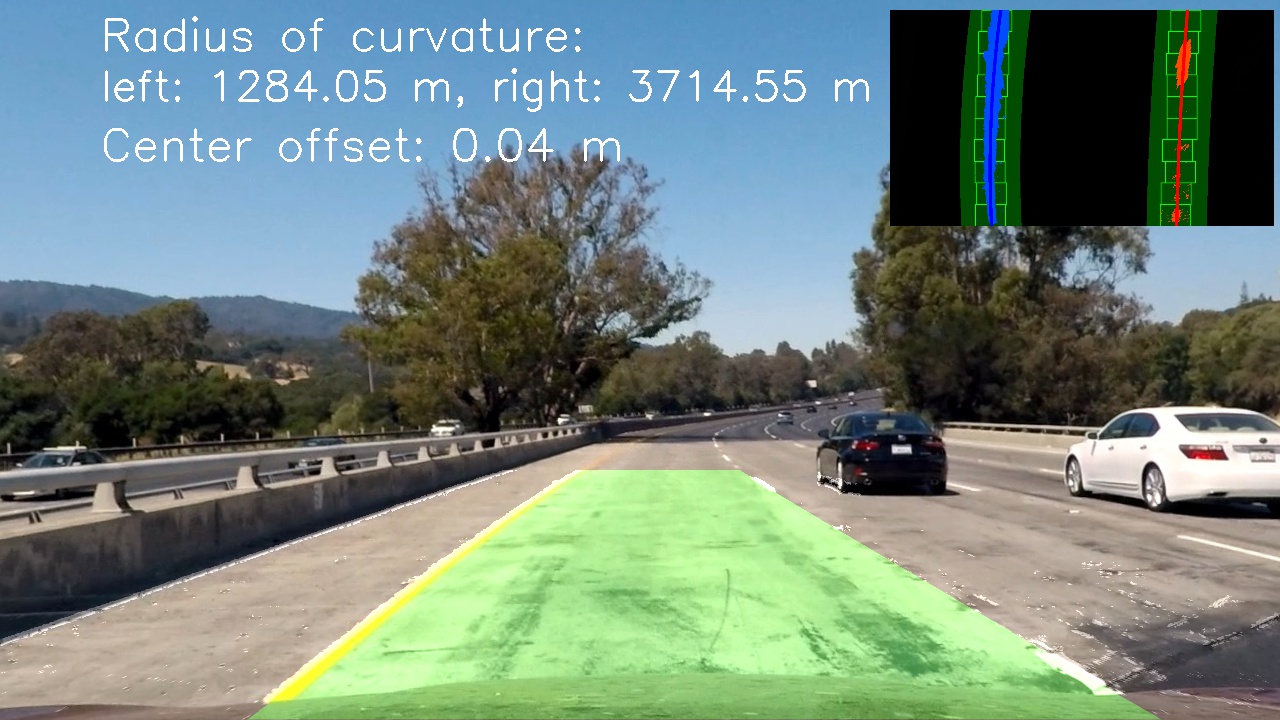 Radius of curvature:
left: 1284.05 m, right: 3714.55 m
Center offset: 0.04 m